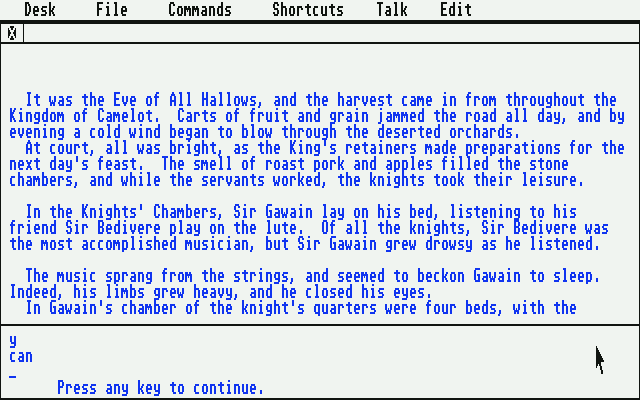 Desk File Commands Shortcuts Talk Edit
It was the Eve of All Hallows, and the harvest came in from throughout the
Kingdom of Camelot. Carts of fruit and grain jammed the road all day, and by
evening a cold wind began to blow through the deserted orchards.
At court, all was bright, as the King's retainers made preparations for the
next day's feast. The smell of roast pork and apples filled the stone
chambers, and while the servants worked, the knights took their leisure.
In the Knights' Chambers, Sir Gawain lay on his bed, listening to his
friend Sir Bedivere play on the lute. Of all the knights, Sir Bedivere was
the most accomplished musician, but Sir Gawain grew drowsy as he listened.
The music sprang from the strings, and seemed to beckon Gawain to sleep.
Indeed, his limbs grew heavy, and he closed his eyes.
In Gawain's chamber of the knight's quarters were four beds, with the
y
can
_
Press any key to continue.